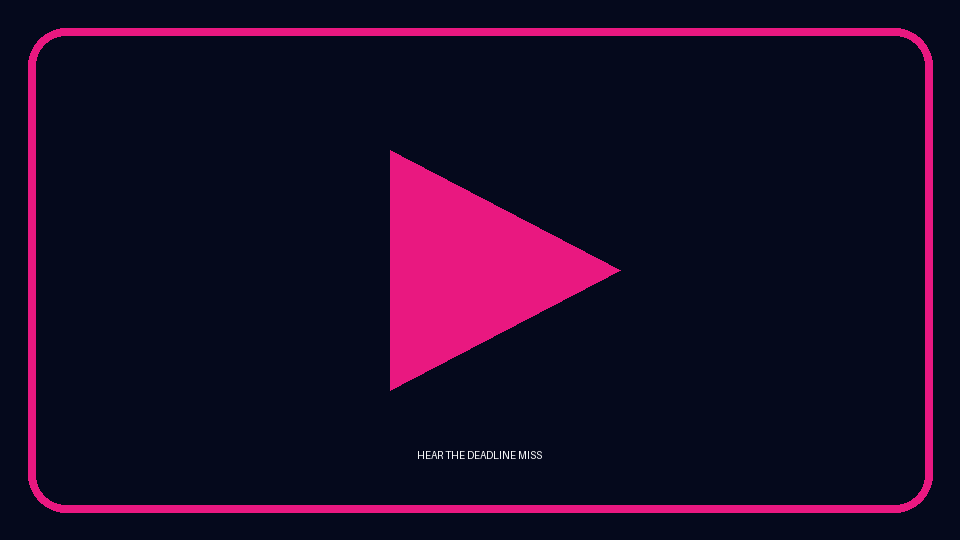 HEAR THE DEADLINE MISS